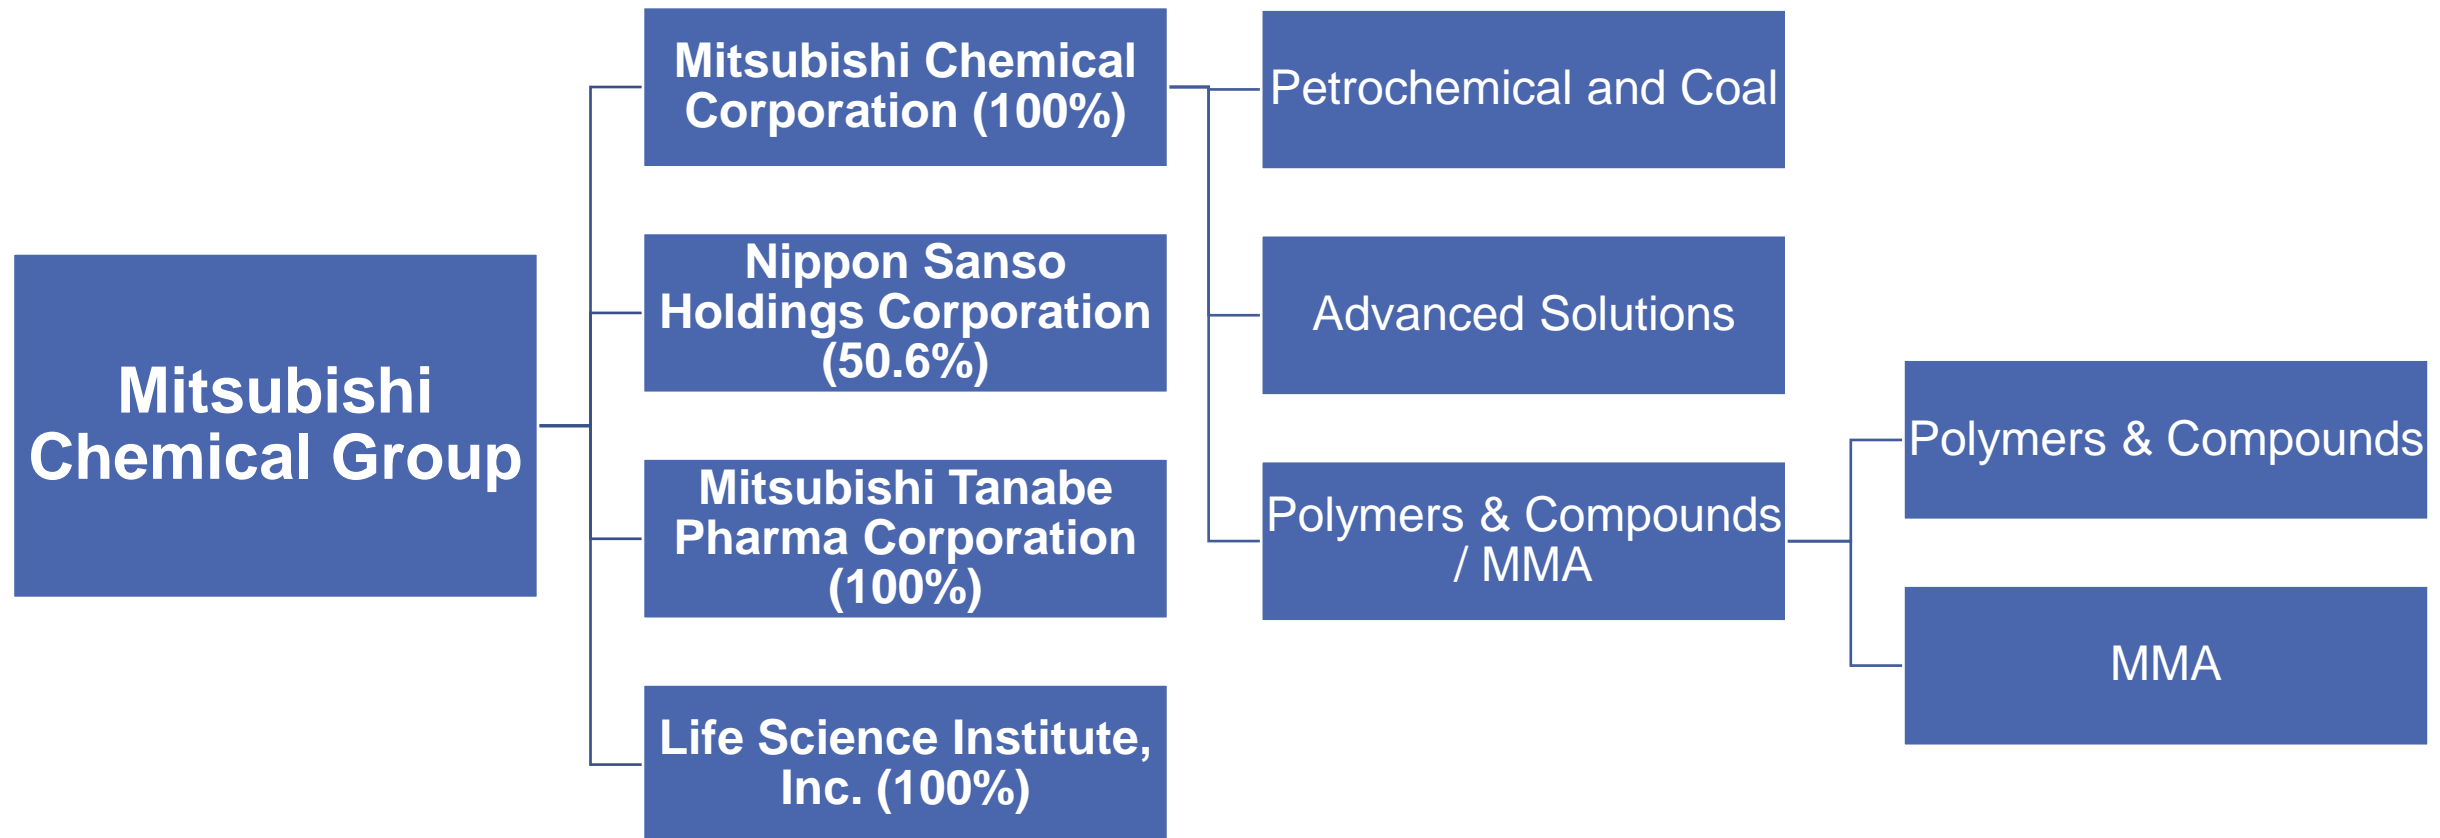 Mitsubishi
Chemical Group
Mitsubishi Chemical
Corporation (100%)
Nippon Sanso
Holdings Corporation
(50.6%)
Mitsubishi Tanabe
Pharma Corporation
(100%)
Life Science Institute,
Inc. (100%)
Petrochemical and Coal
Advanced Solutions
Polymers & Compounds
/ MMA
Polymers & Compounds
MMA